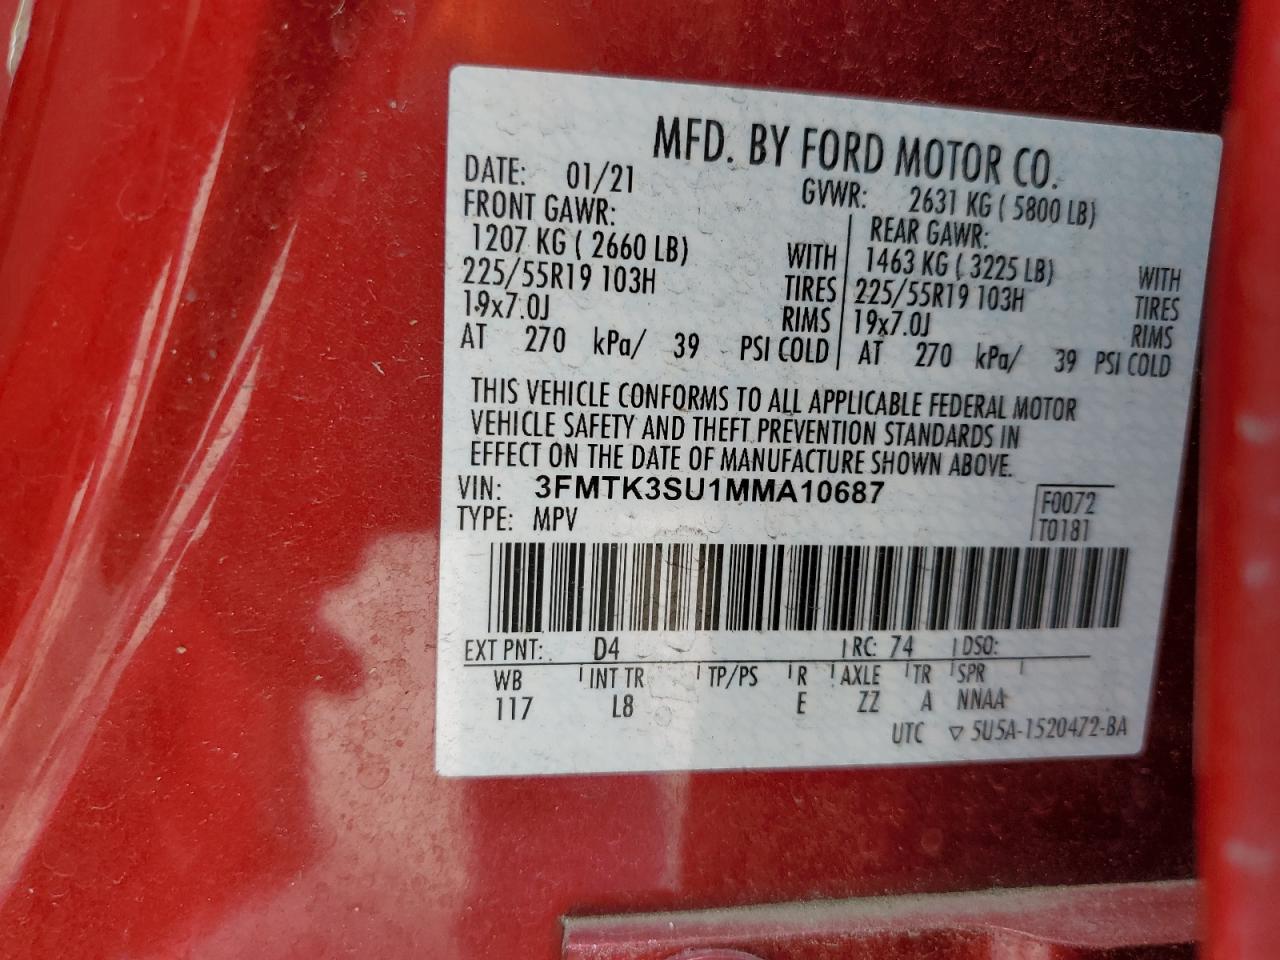 MFD. BY FORD MOTOR CO.
DATE: 01/21 GVWR: 2631 KG ( 5800 LB)
FRONT GAWR: REAR GAWR:
1207 KG ( 2660 LB) WITH 1463 KG ( 3225 LB) WITH
225/55R19 103H TIRES 225/55R19 103H TIRES
19x7.0J RIMS 19x7.0J RIMS
AT 270 kPa/ 39 PSI COLD AT 270 kPa/ 39 PSI COLD
THIS VEHICLE CONFORMS TO ALL APPLICABLE FEDERAL MOTOR
VEHICLE SAFETY AND THEFT PREVENTION STANDARDS IN
EFFECT ON THE DATE OF MANUFACTURE SHOWN ABOVE.
VIN: 3FMTK3SU1MMA10687 F0072
TYPE: MPV T0181
EXT PNT: D4 RC: 74 DSO:
WB INT TR TP/PS R AXLE TR SPR
117 L8 E ZZ A NNAA
UTC ▽ 5U5A-1520472-BA